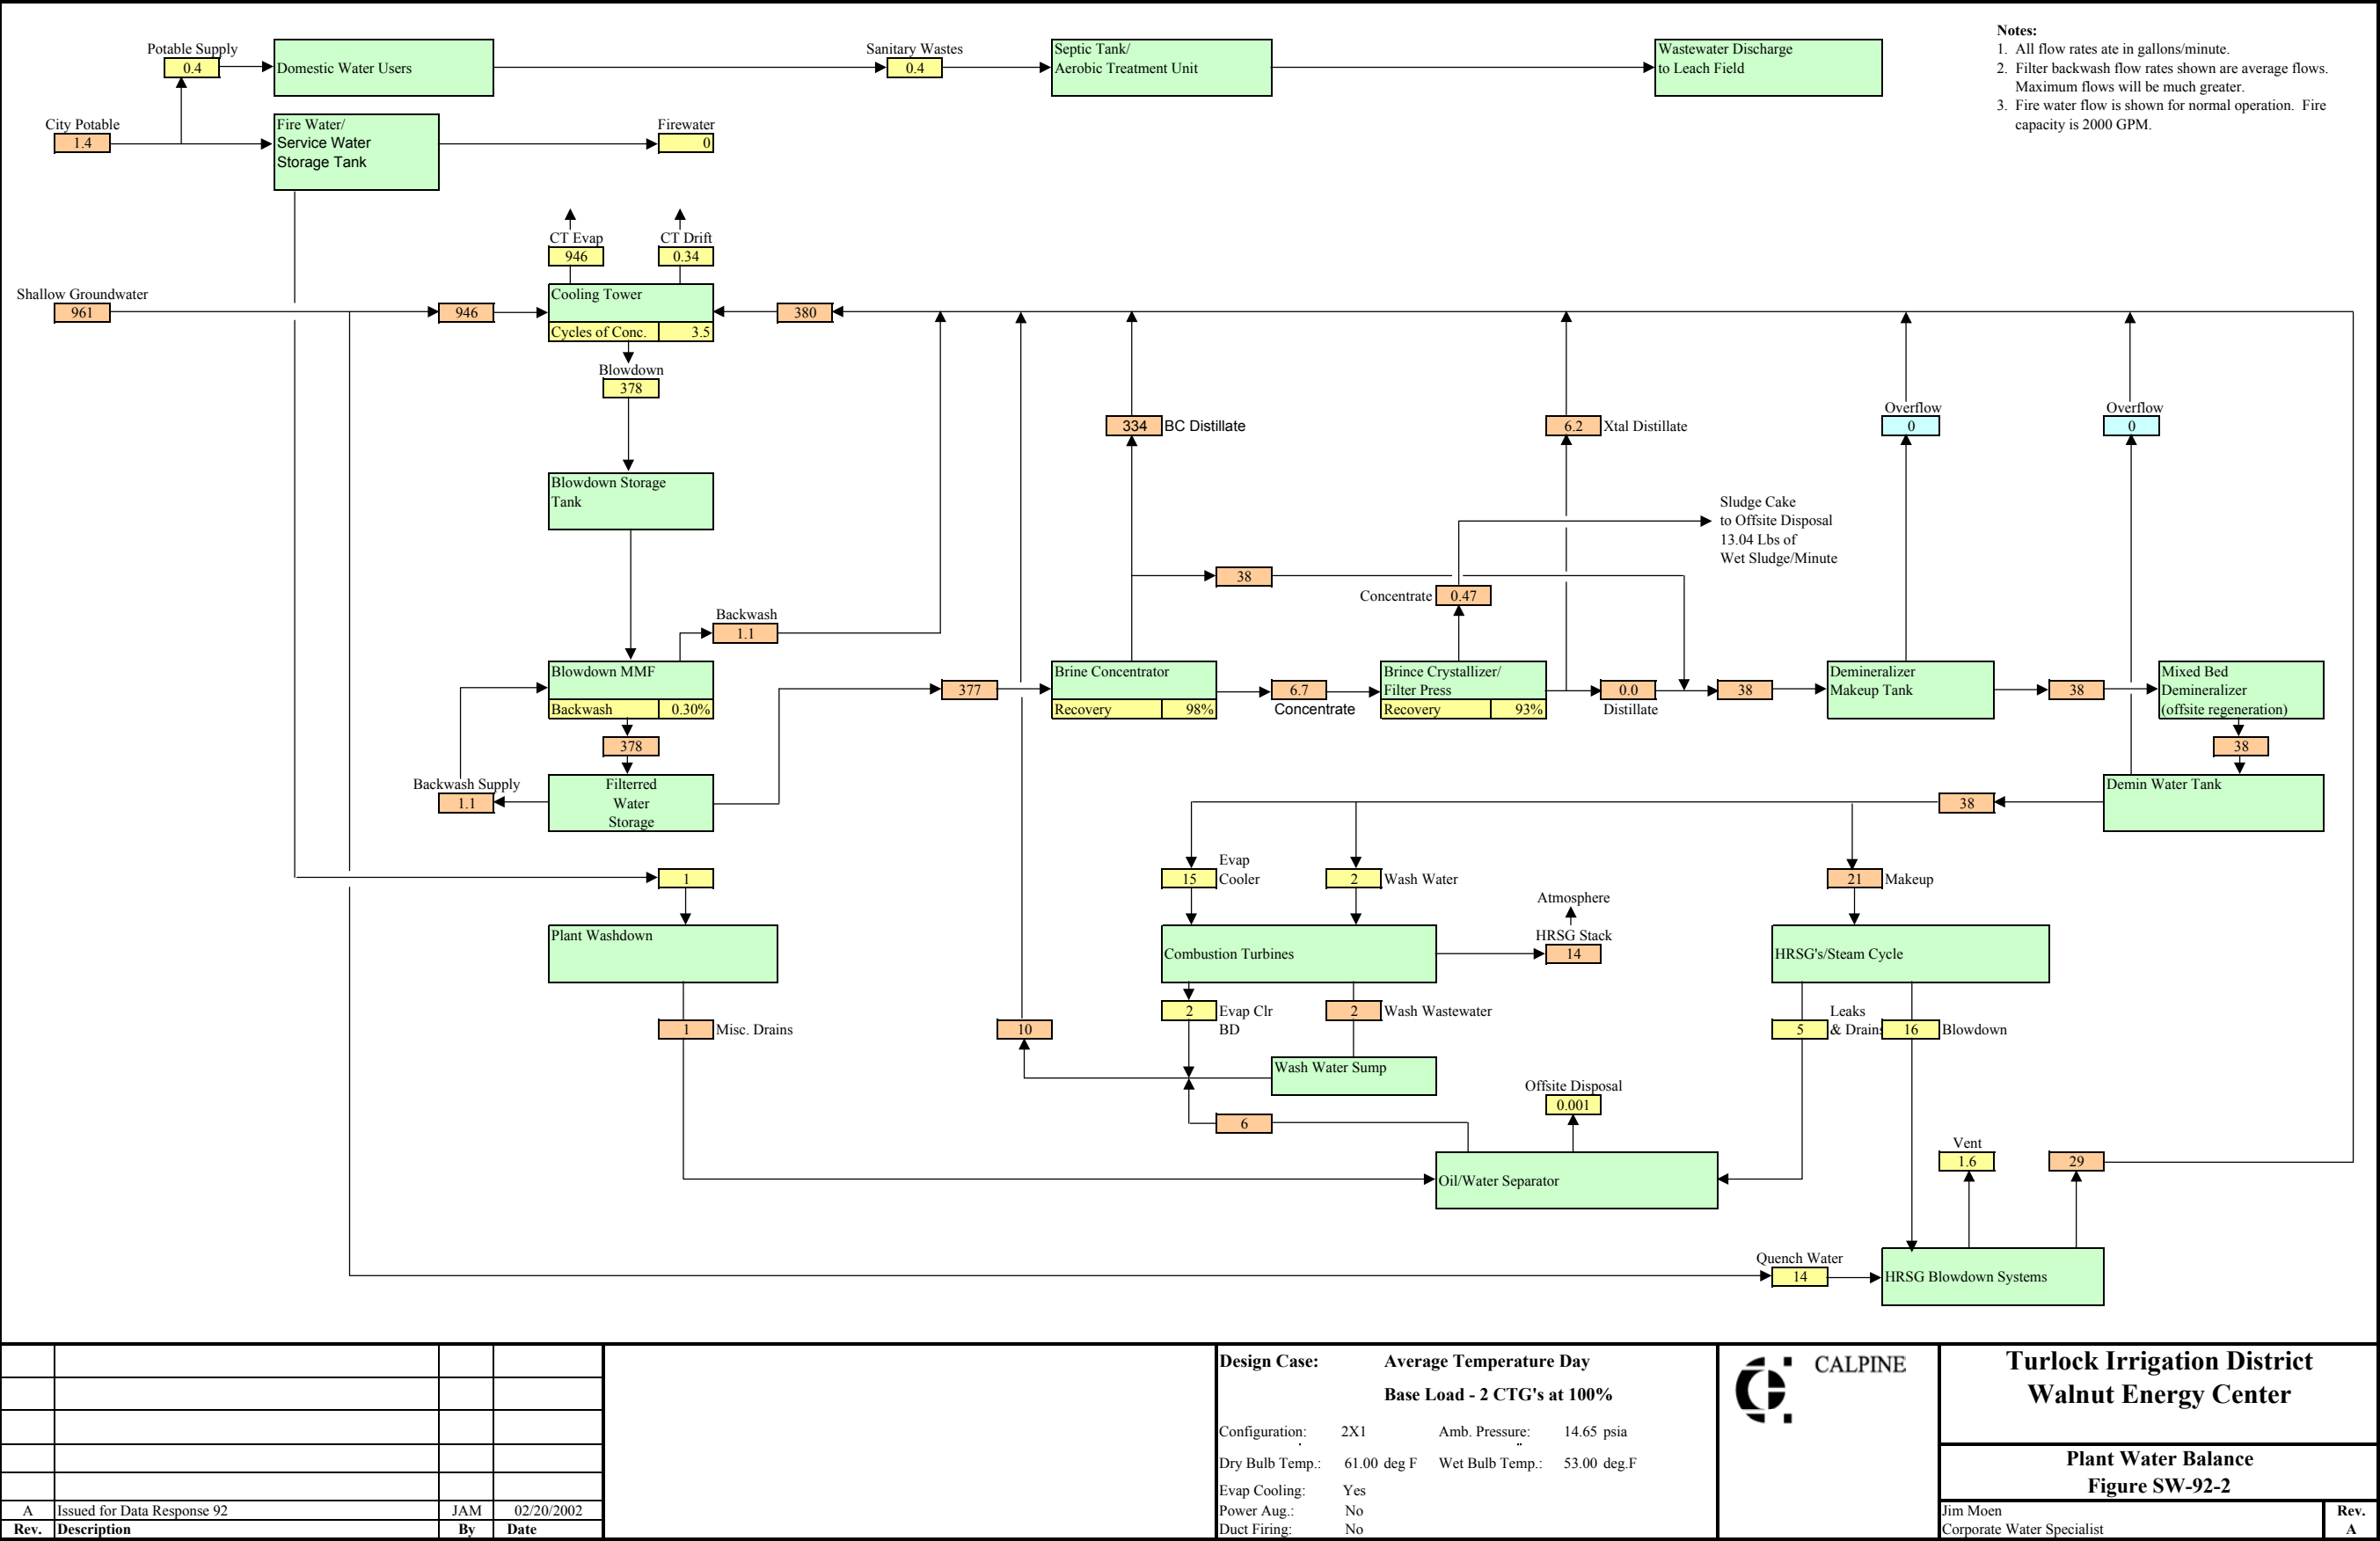 Notes:
1. All flow rates ate in gallons/minute.
2. Filter backwash flow rates shown are average flows.
Maximum flows will be much greater.
3. Fire water flow is shown for normal operation. Fire
capacity is 2000 GPM.
Potable Supply
0.4
Domestic Water Users
Sanitary Wastes
0.4
Septic Tank/
Aerobic Treatment Unit
Wastewater Discharge
to Leach Field
City Potable
1.4
Fire Water/
Service Water
Storage Tank
Firewater
0
CT Evap
946
CT Drift
0.34
Shallow Groundwater
961
946
Cooling Tower
Cycles of Conc. 3.5
380
Blowdown
378
334 BC Distillate
6.2 Xtal Distillate
Overflow
0
Overflow
0
Blowdown Storage
Tank
Sludge Cake
to Offsite Disposal
13.04 Lbs of
Wet Sludge/Minute
38
Concentrate 0.47
Backwash
1.1
Blowdown MMF
Backwash 0.30%
377
Brine Concentrator
Recovery 98%
6.7
Concentrate
Brince Crystallizer/
Filter Press
Recovery 93%
0.0
Distillate
38
Demineralizer
Makeup Tank
38
Mixed Bed
Demineralizer
(offsite regeneration)
378
38
Backwash Supply
1.1
Filterred
Water
Storage
Demin Water Tank
38
1
Evap
15 Cooler
2 Wash Water
21 Makeup
Plant Washdown
Combustion Turbines
Atmosphere
HRSG Stack
14
HRSG's/Steam Cycle
1 Misc. Drains
10
2 Evap Clr
BD
2 Wash Wastewater
Leaks
5 & Drains
16 Blowdown
Wash Water Sump
Offsite Disposal
0.001
6
Oil/Water Separator
Vent
1.6
29
Quench Water
14
HRSG Blowdown Systems
A Issued for Data Response 92 JAM 02/20/2002
Rev. Description By Date
Design Case: Average Temperature Day
Base Load - 2 CTG's at 100%
Configuration: 2X1 Amb. Pressure: 14.65 psia
Dry Bulb Temp.: 61.00 deg F Wet Bulb Temp.: 53.00 deg.F
Evap Cooling: Yes
Power Aug.: No
Duct Firing: No
CALPINE
Turlock Irrigation District
Walnut Energy Center
Plant Water Balance
Figure SW-92-2
Jim Moen
Corporate Water Specialist
Rev.
A